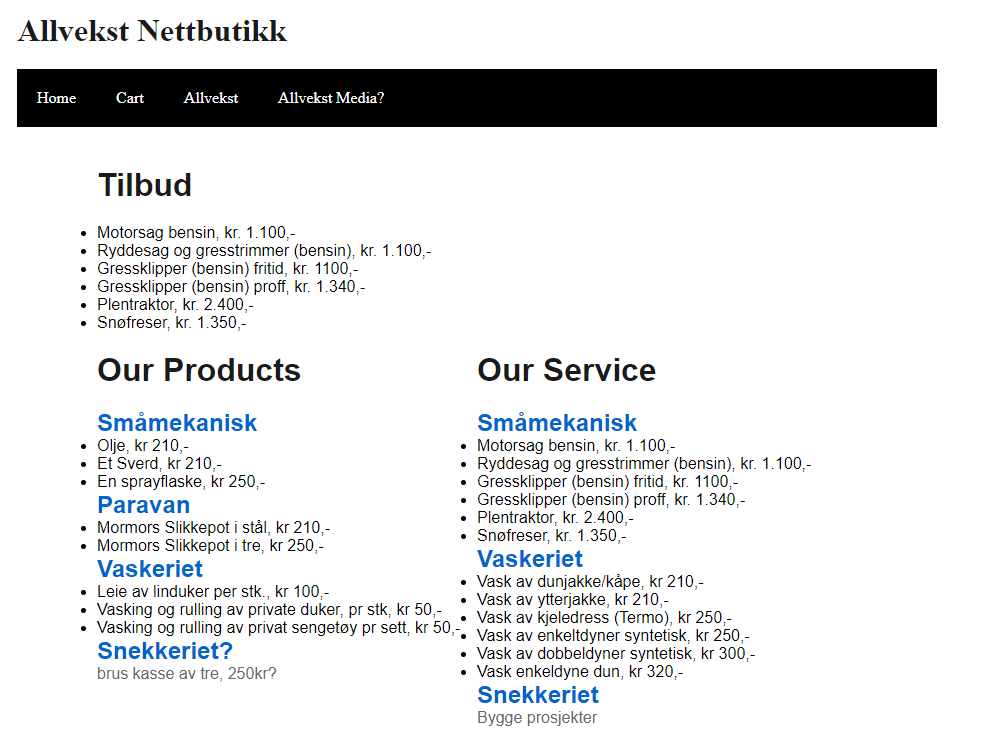 Allvekst Nettbutikk
Home Cart Allvekst Allvekst Media?
Tilbud
Motorsag bensin, kr. 1.100,-
Ryddesag og gresstrimmer (bensin), kr. 1.100,-
Gressklipper (bensin) fritid, kr. 1100,-
Gressklipper (bensin) proff, kr. 1.340,-
Plentraktor, kr. 2.400,-
Snøfreser, kr. 1.350,-
Our Products
Småmekanisk
Olje, kr 210,-
Et Sverd, kr 210,-
En sprayflaske, kr 250,-
Paravan
Mormors Slikkepot i stål, kr 210,-
Mormors Slikkepot i tre, kr 250,-
Vaskeriet
Leie av linduker per stk., kr 100,-
Vasking og rulling av private duker, pr stk, kr 50,-
Vasking og rulling av privat sengetøy pr sett, kr 50,-
Snekkeriet?
brus kasse av tre, 250kr?
Our Service
Småmekanisk
Motorsag bensin, kr. 1.100,-
Ryddesag og gresstrimmer (bensin), kr. 1.100,-
Gressklipper (bensin) fritid, kr. 1100,-
Gressklipper (bensin) proff, kr. 1.340,-
Plentraktor, kr. 2.400,-
Snøfreser, kr. 1.350,-
Vaskeriet
Vask av dunjakke/kåpe, kr 210,-
Vask av ytterjakke, kr 210,-
Vask av kjeledress (Termo), kr 250,-
Vask av enkeltdyner syntetisk, kr 250,-
Vask av dobbeldyner syntetisk, kr 300,-
Vask enkeldyne dun, kr 320,-
Snekkeriet
Bygge prosjekter